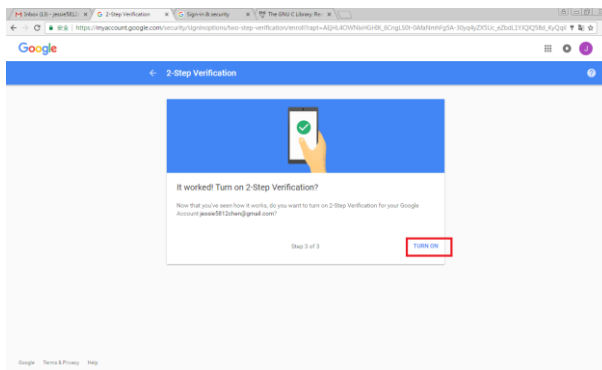 Inbox (13) - jessie5812c
2-Step Verification
Sign-in & security
The GNU C Library: Re
安全 | https://myaccount.google.com/security/signinoptions/two-step-verification/enroll?rapt=
Google
J
2-Step Verification
It worked! Turn on 2-Step Verification?
Now that you've seen how it works, do you want to turn on 2-Step Verification for your Google
Account jessie5812chen@gmail.com?
Step 3 of 3
TURN ON
Google Terms & Privacy Help